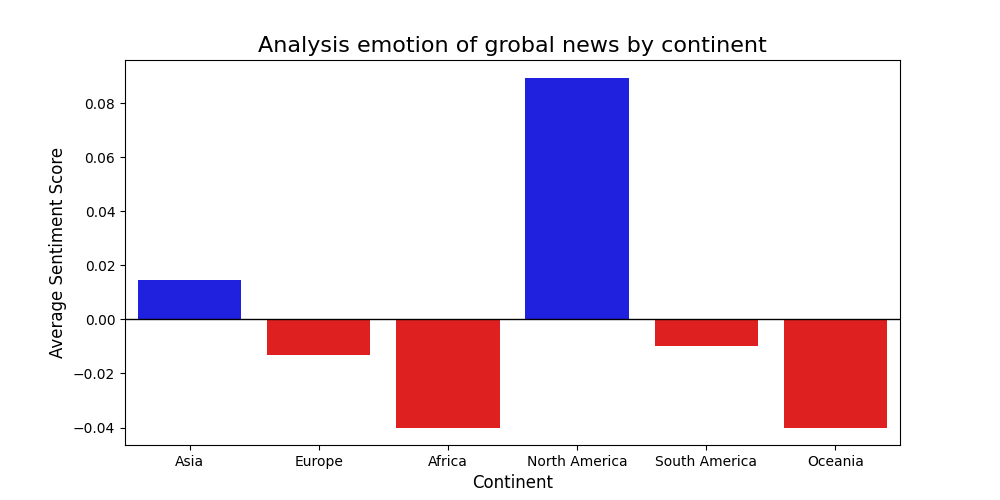 Analysis emotion of grobal news by continent
Average Sentiment Score
0.08
0.06
0.04
0.02
0.00
−0.02
−0.04
Asia Europe Africa North America South America Oceania
Continent